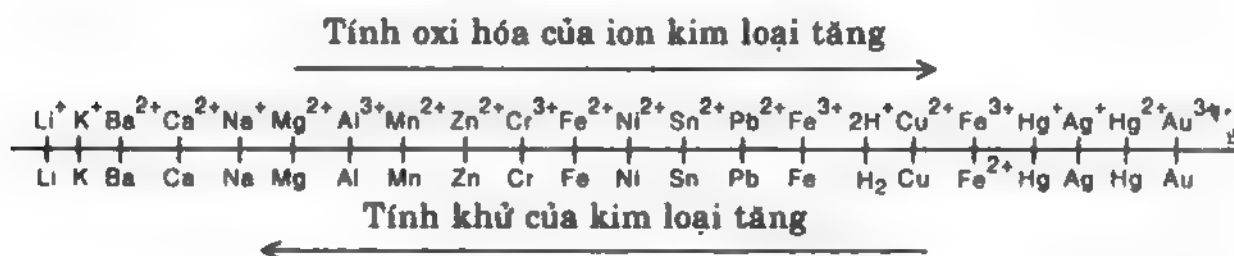 Tính oxi hóa của ion kim loại tăng
Li⁺ K⁺ Ba²⁺ Ca²⁺ Na⁺ Mg²⁺ Al³⁺ Mn²⁺ Zn²⁺ Cr³⁺ Fe²⁺ Ni²⁺ Sn²⁺ Pb²⁺ Fe³⁺ 2H⁺ Cu²⁺ Fe³⁺ Hg⁺ Ag⁺ Hg²⁺ Au³⁺
Li K Ba Ca Na Mg Al Mn Zn Cr Fe Ni Sn Pb Fe H₂ Cu Fe²⁺ Hg Ag Hg Au
Tính khử của kim loại tăng